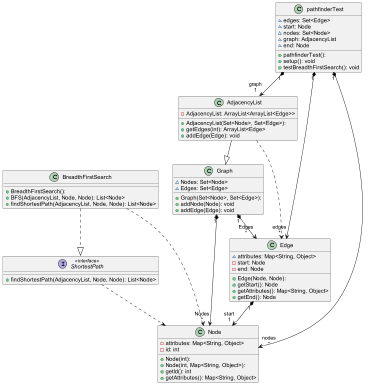 pathfinderTest
edges: Set<Edge>
start: Node
nodes: Set<Node>
graph: AdjacencyList
end: Node
pathfinderTest():
setup(): void
testBreadthFirstSearch(): void
graph
1
1
1
1
AdjacencyList
AdjacencyList: ArrayList<ArrayList<Edge>>
AdjacencyList(Set<Node>, Set<Edge>):
getEdges(int): ArrayList<Edge>
addEdge(Edge): void
BreadthFirstSearch
BreadthFirstSearch():
BFS(AdjacencyList, Node, Node): List<Node>
findShortestPath(AdjacencyList, Node, Node): List<Node>
Graph
Nodes: Set<Node>
Edges: Set<Edge>
Graph(Set<Node>, Set<Edge>):
addNode(Node): void
addEdge(Edge): void
1
1
Edges
edges
Edge
attributes: Map<String, Object>
start: Node
end: Node
Edge(Node, Node):
getStart(): Node
getAttributes(): Map<String, Object>
getEnd(): Node
«interface»
ShortestPath
findShortestPath(AdjacencyList, Node, Node): List<Node>
Nodes
start
1
1
nodes
Node
attributes: Map<String, Object>
id: int
Node(int):
Node(int, Map<String, Object>):
getId(): int
getAttributes(): Map<String, Object>